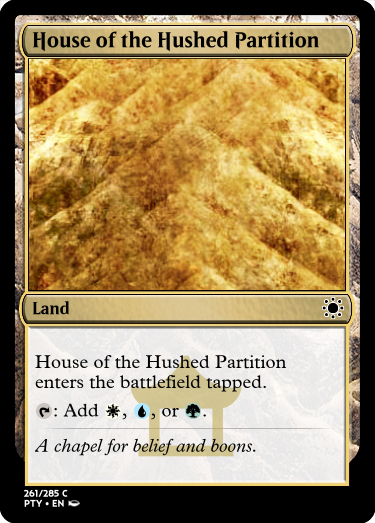 House of the Hushed Partition
Land
House of the Hushed Partition
enters the battlefield tapped.
: Add , , or .
A chapel for belief and boons.
261/285 C
PTY • EN